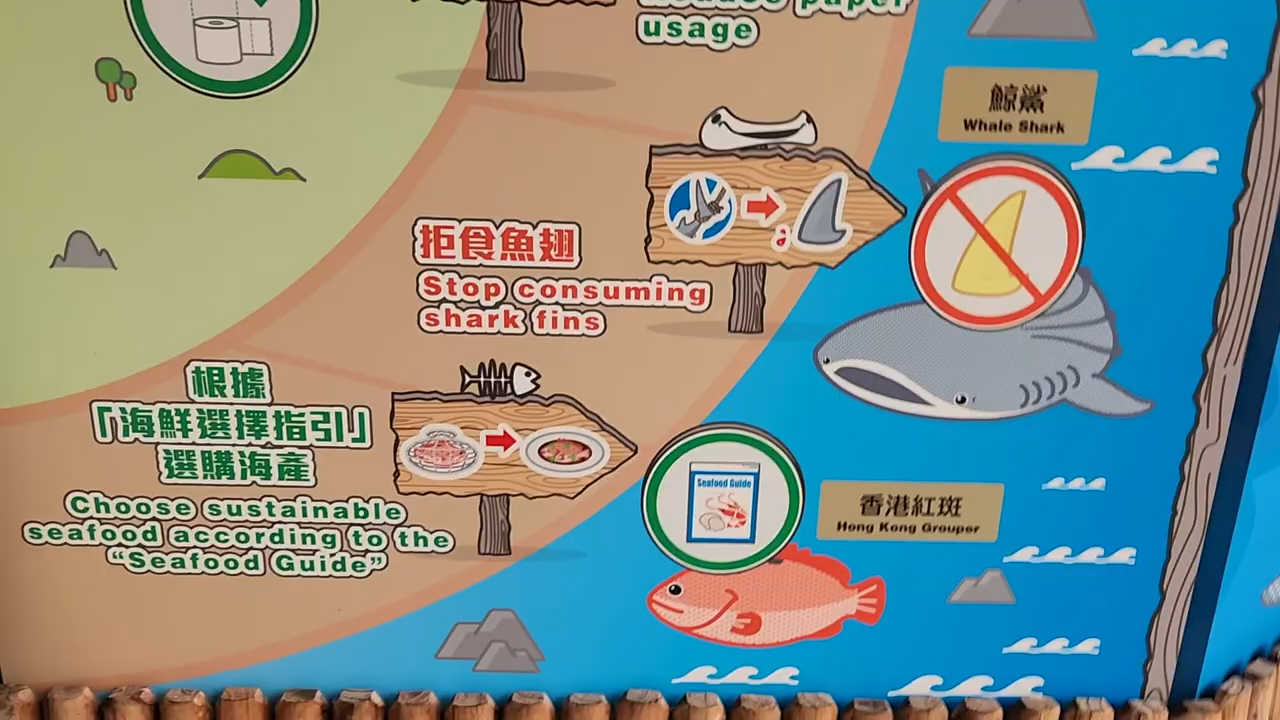 usage
鯨鯊
Whale Shark
拒食魚翅
Stop consuming
shark fins
根據
「海鮮選擇指引」
選購海產
Choose sustainable
seafood according to the
“Seafood Guide”
Seafood Guide
香港紅斑
Hong Kong Grouper